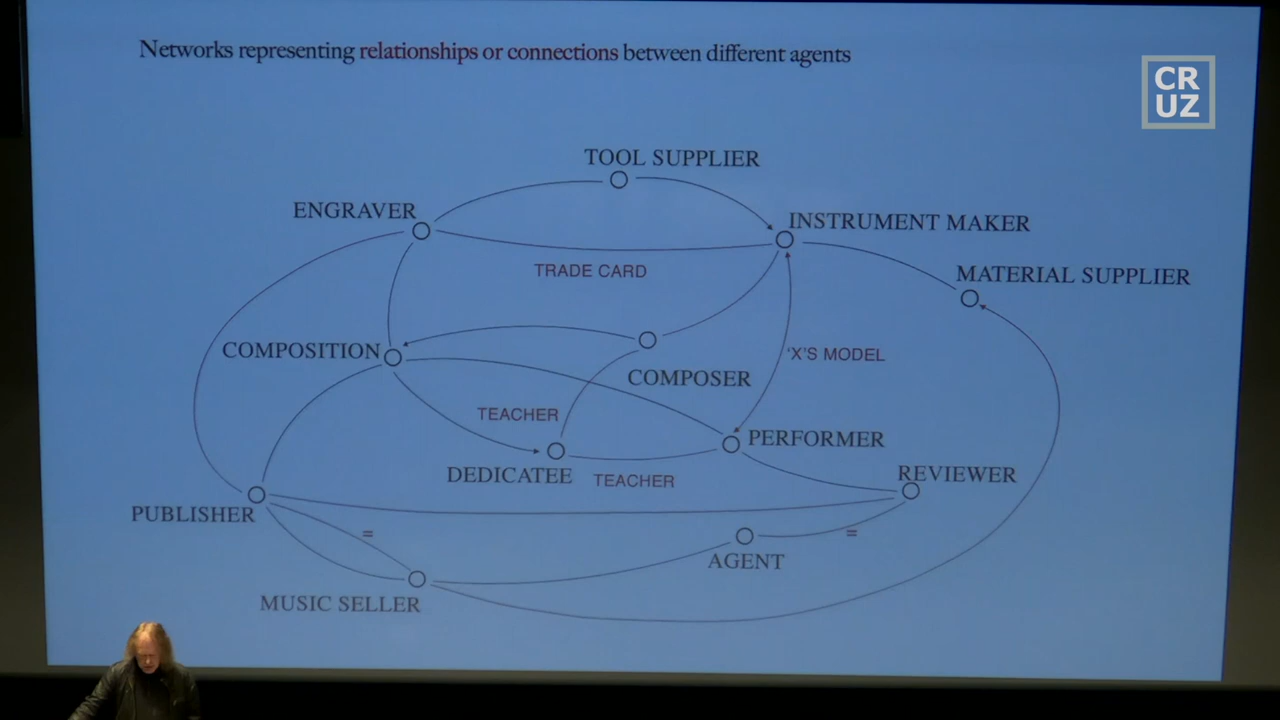 Networks representing relationships or connections between different agents
CR
UZ
TOOL SUPPLIER
ENGRAVER
INSTRUMENT MAKER
TRADE CARD
MATERIAL SUPPLIER
COMPOSITION
'X'S MODEL
COMPOSER
TEACHER
PERFORMER
DEDICATEE
TEACHER
REVIEWER
PUBLISHER
=
=
AGENT
MUSIC SELLER